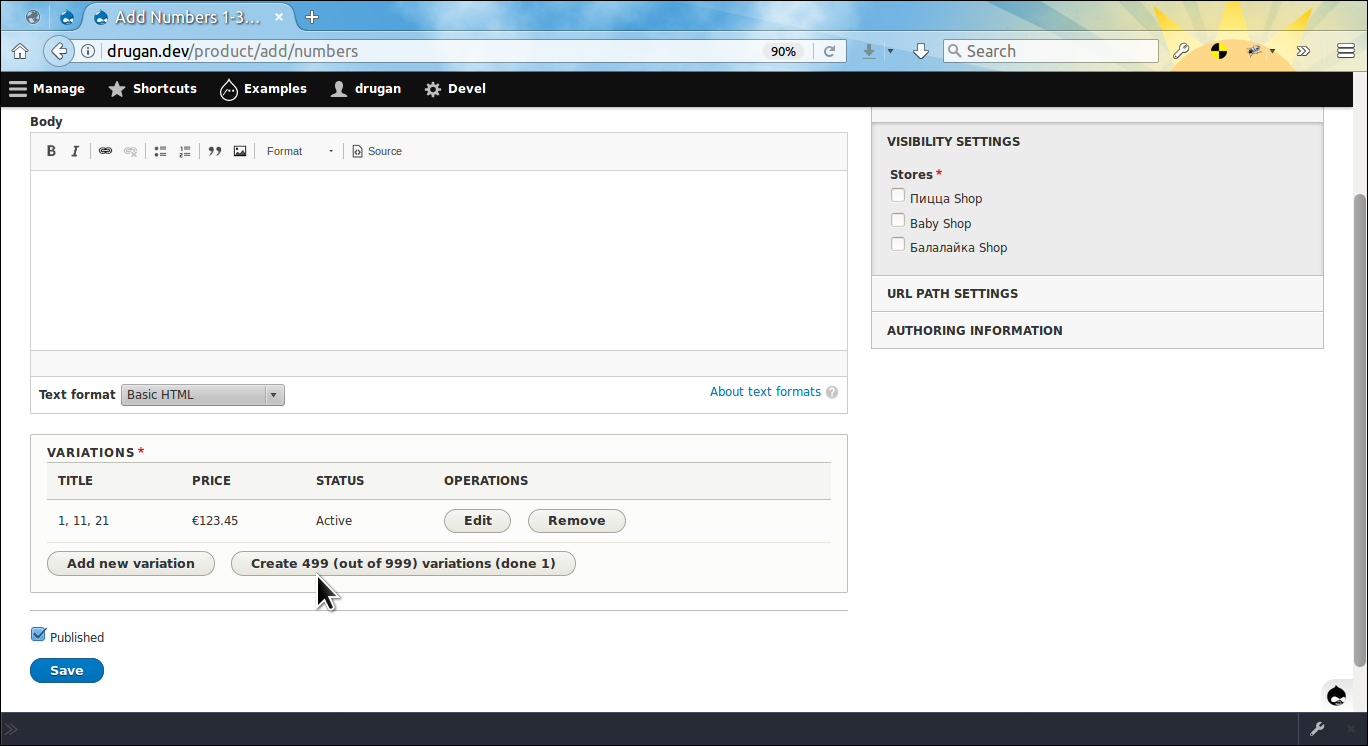 Add Numbers 1-3...
drugan.dev/product/add/numbers
90%
Search
Manage
Shortcuts
Examples
drugan
Devel
Body
B I
Format
Source
Text format
Basic HTML
About text formats ?
VARIATIONS *
TITLE PRICE STATUS OPERATIONS
1, 11, 21 €123.45 Active Edit Remove
Add new variation
Create 499 (out of 999) variations (done 1)
Published
Save
VISIBILITY SETTINGS
Stores *
Пицца Shop
Baby Shop
Балалайка Shop
URL PATH SETTINGS
AUTHORING INFORMATION